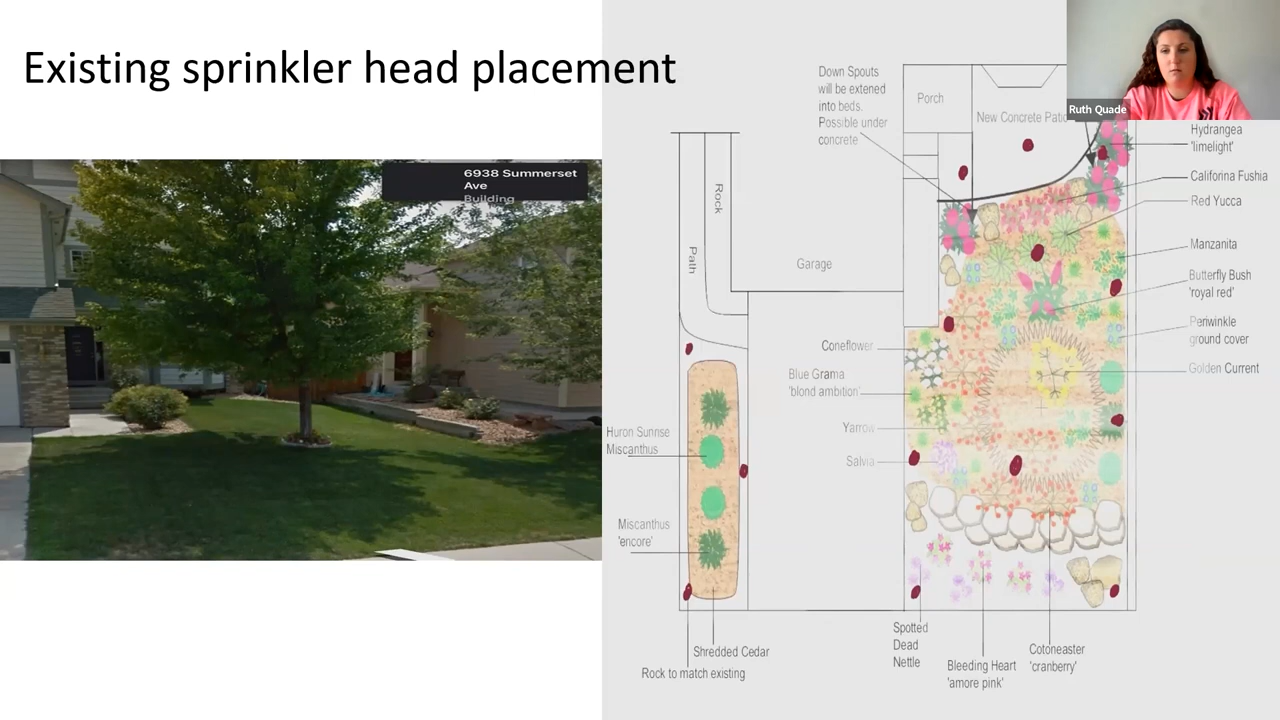 Existing sprinkler head placement
6938 Summerset
Ave
Building
Ruth Quade
Down Spouts
will be extened
into beds.
Possible under
concrete
Porch
New Concrete Patio
Rock
Path
Garage
Hydrangea
'limelight'
Califorina Fushia
Red Yucca
Manzanita
Butterfly Bush
'royal red'
Periwinkle
ground cover
Golden Current
Coneflower
Blue Grama
'blond ambition'
Yarrow
Salvia
Huron Sunrise
Miscanthus
Miscanthus
'encore'
Shredded Cedar
Rock to match existing
Spotted
Dead
Nettle
Bleeding Heart
'amore pink'
Cotoneaster
'cranberry'